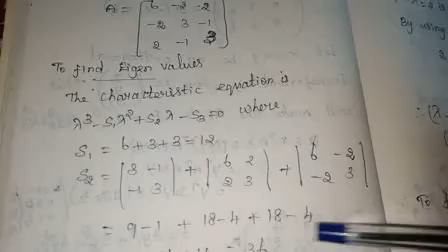 A = [ 6 -2 -2
-2 3 -1
2 -1 3 ]
To find Eigen values
The characteristic equation is
λ³-S₁λ²+S₂λ-S₃=0 where
S₁ = 6+3+3=12
S₂ = |3 -1| + |6 2| + |6 -2|
|-1 3| |2 3| |-2 3|
= 9-1 + 18-4 + 18-4
By using